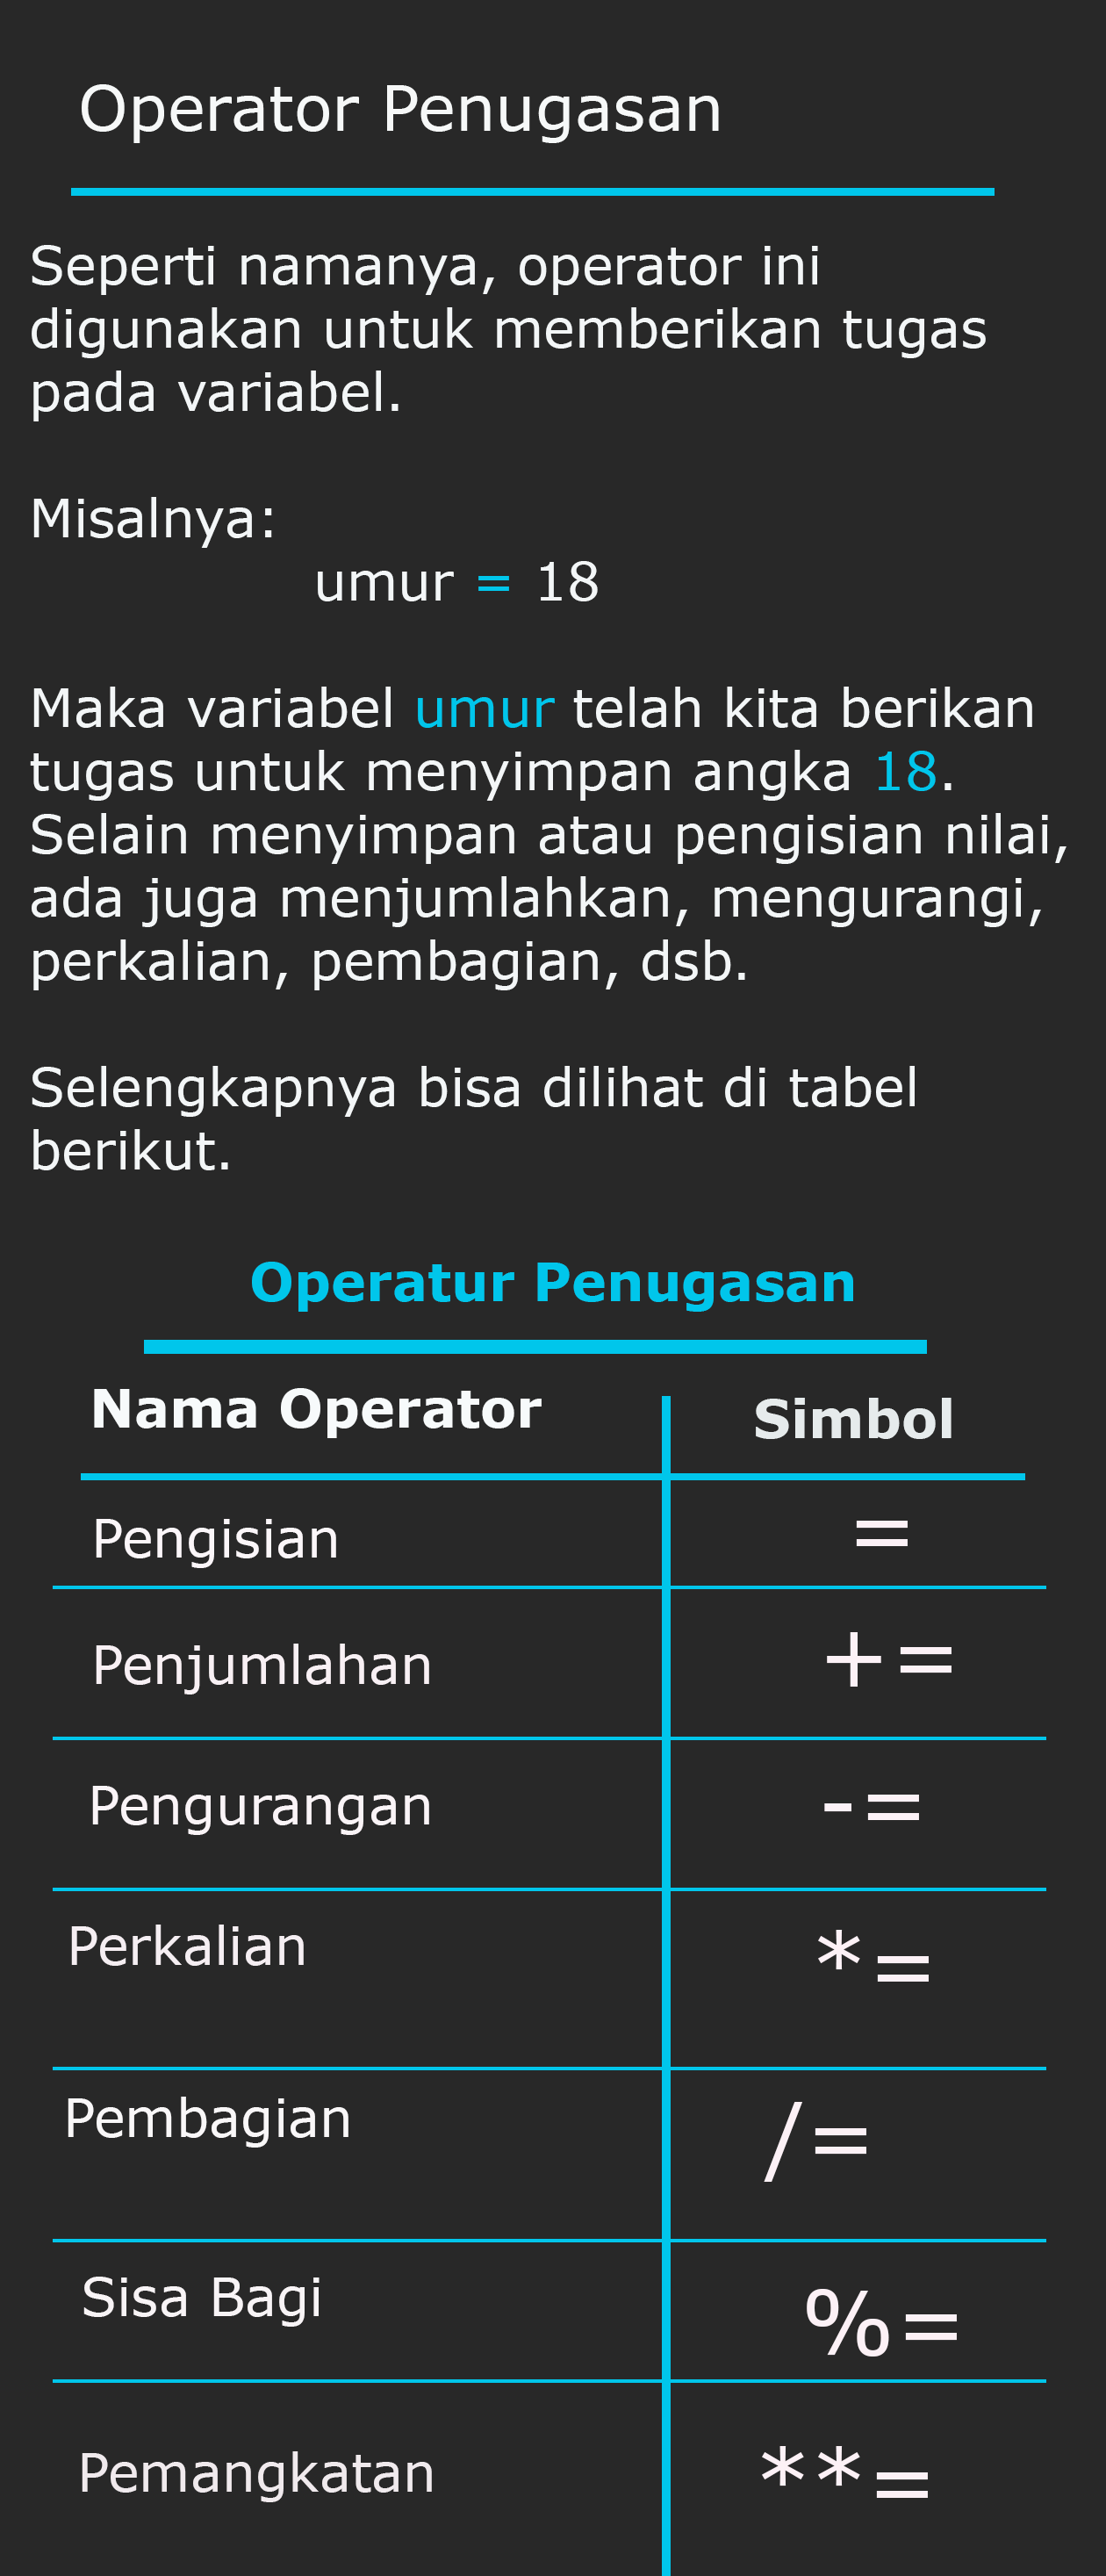 Operator Penugasan
Seperti namanya, operator ini
digunakan untuk memberikan tugas
pada variabel.
Misalnya:
umur = 18
Maka variabel umur telah kita berikan
tugas untuk menyimpan angka 18.
Selain menyimpan atau pengisian nilai,
ada juga menjumlahkan, mengurangi,
perkalian, pembagian, dsb.
Selengkapnya bisa dilihat di tabel
berikut.
Operatur Penugasan
Nama Operator Simbol
Pengisian =
Penjumlahan +=
Pengurangan -=
Perkalian *=
Pembagian /=
Sisa Bagi %=
Pemangkatan **=